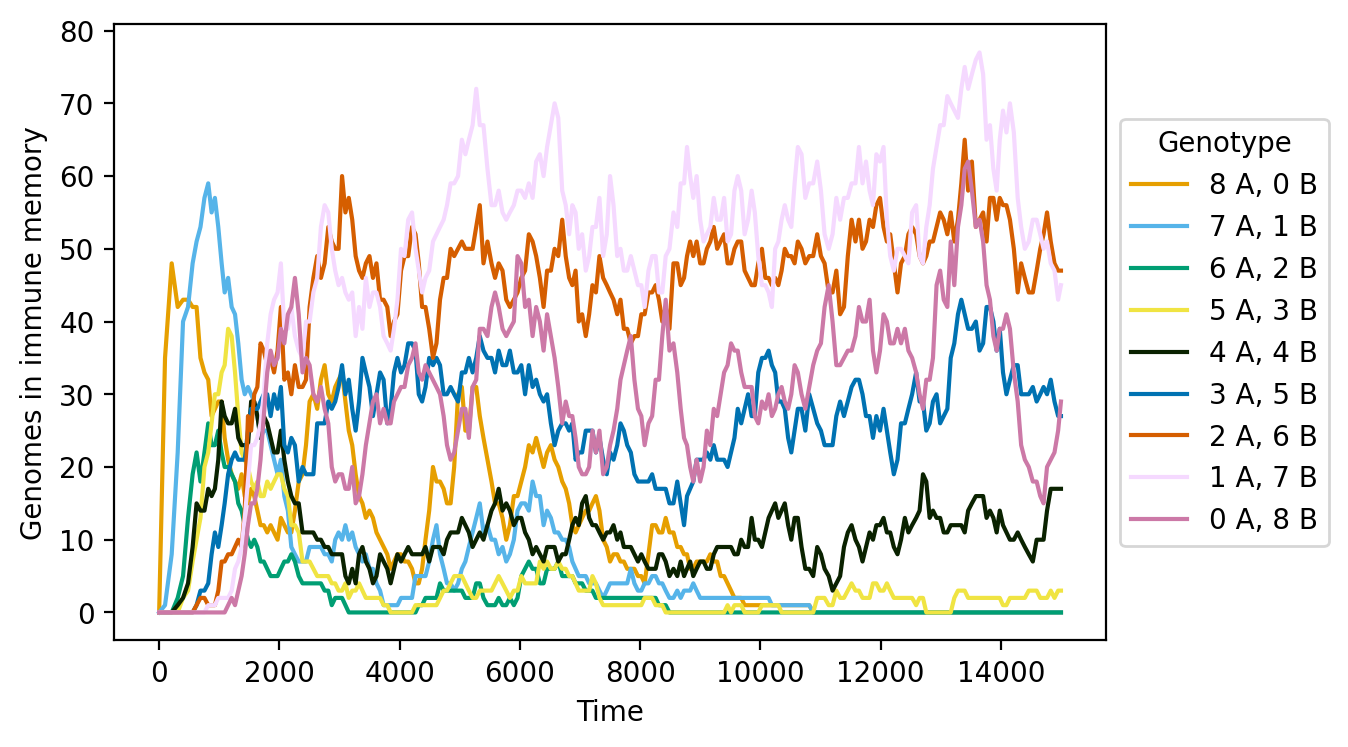 80
70
60
50
40
30
20
10
0
Genomes in immune memory
0 2000 4000 6000 8000 10000 12000 14000
Time
Genotype
8 A, 0 B
7 A, 1 B
6 A, 2 B
5 A, 3 B
4 A, 4 B
3 A, 5 B
2 A, 6 B
1 A, 7 B
0 A, 8 B